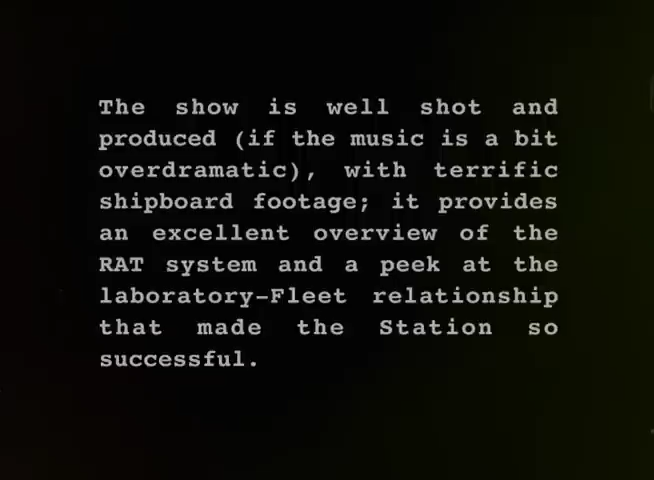 The show is well shot and
produced (if the music is a bit
overdramatic), with terrific
shipboard footage; it provides
an excellent overview of the
RAT system and a peek at the
laboratory-Fleet relationship
that made the Station so
successful.